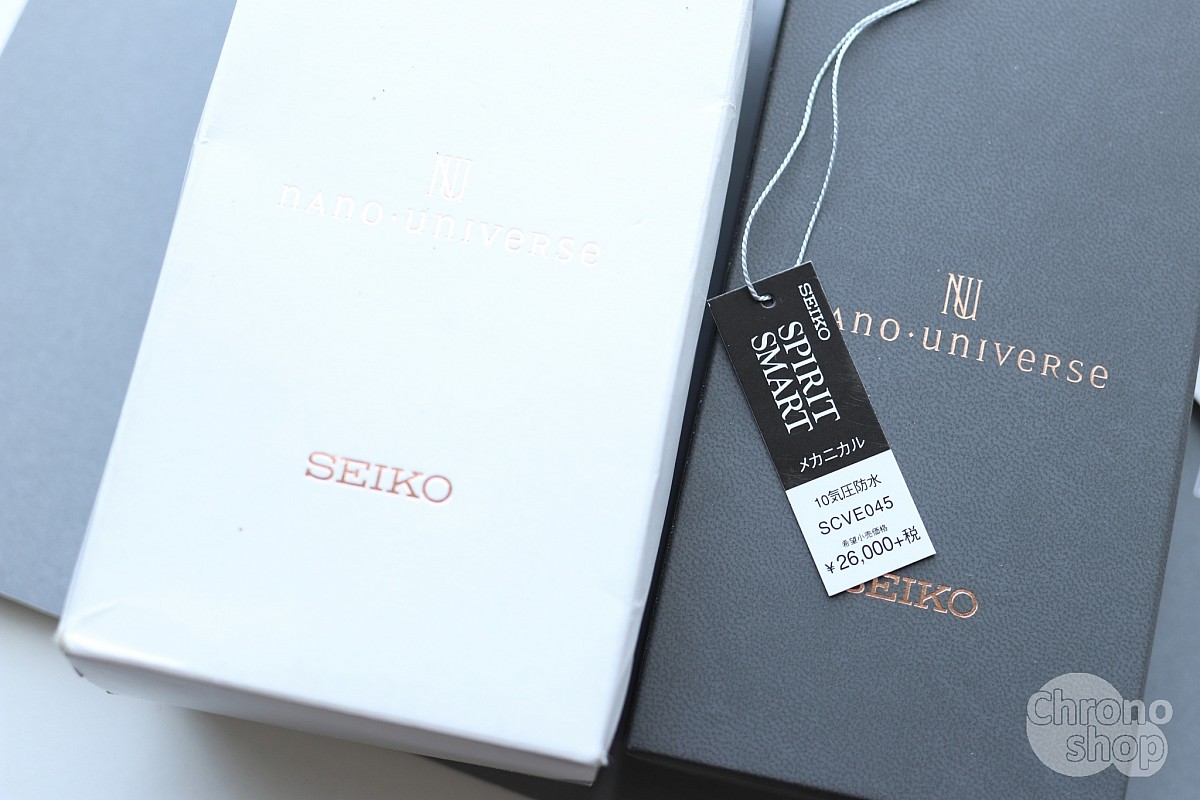 NU
nano·universe
SEIKO
SEIKO
SPIRIT
SMART
メカニカル
10気圧防水
SCVE045
希望小売価格
¥26,000+税
NU
ano·universe
SEIKO
Chrono
shop